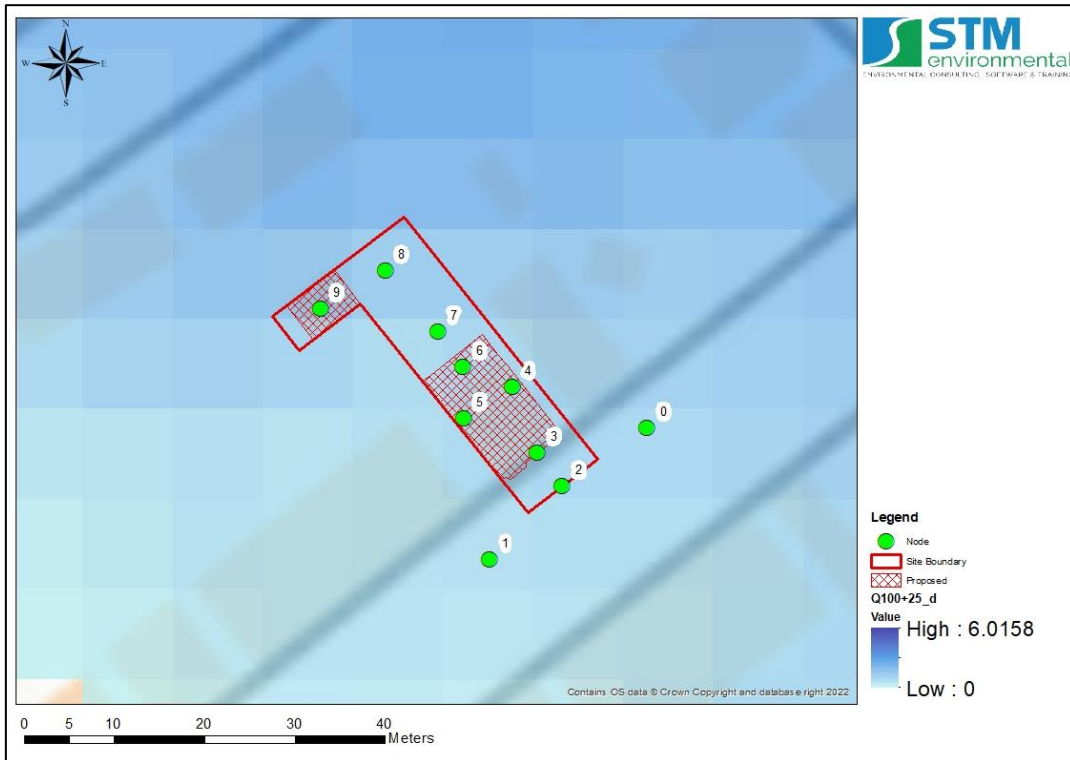 N
W E
S
STM
environmental
ENVIRONMENTAL CONSULTING SOFTWARE & TRAINING
8
9
7
6
4
5
0
3
2
1
Legend
Node
Site Boundary
Proposed
Q100+25_d
Value
High : 6.0158
Low : 0
Contains OS data © Crown Copyright and database right 2022
0 5 10 20 30 40
Meters